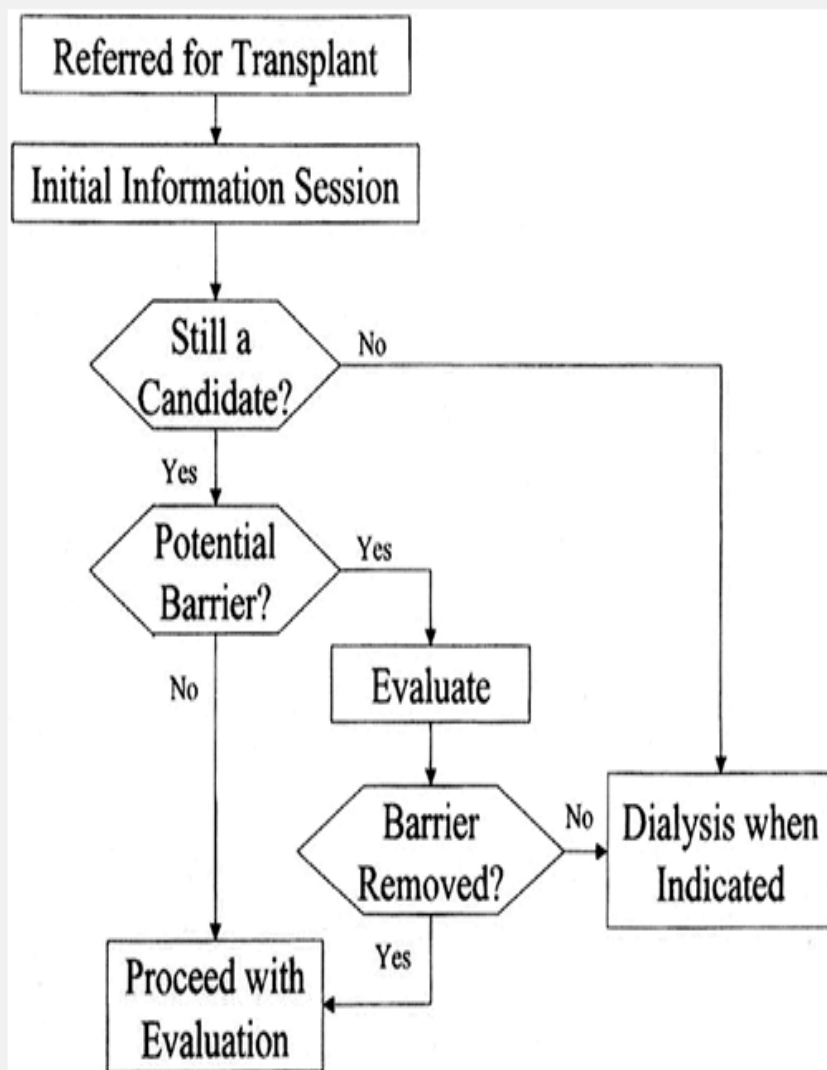 Referred for Transplant
Initial Information Session
Still a
Candidate?
No
Yes
Potential
Barrier?
Yes
No
Evaluate
Barrier
Removed?
No
Dialysis when
Indicated
Yes
Proceed with
Evaluation